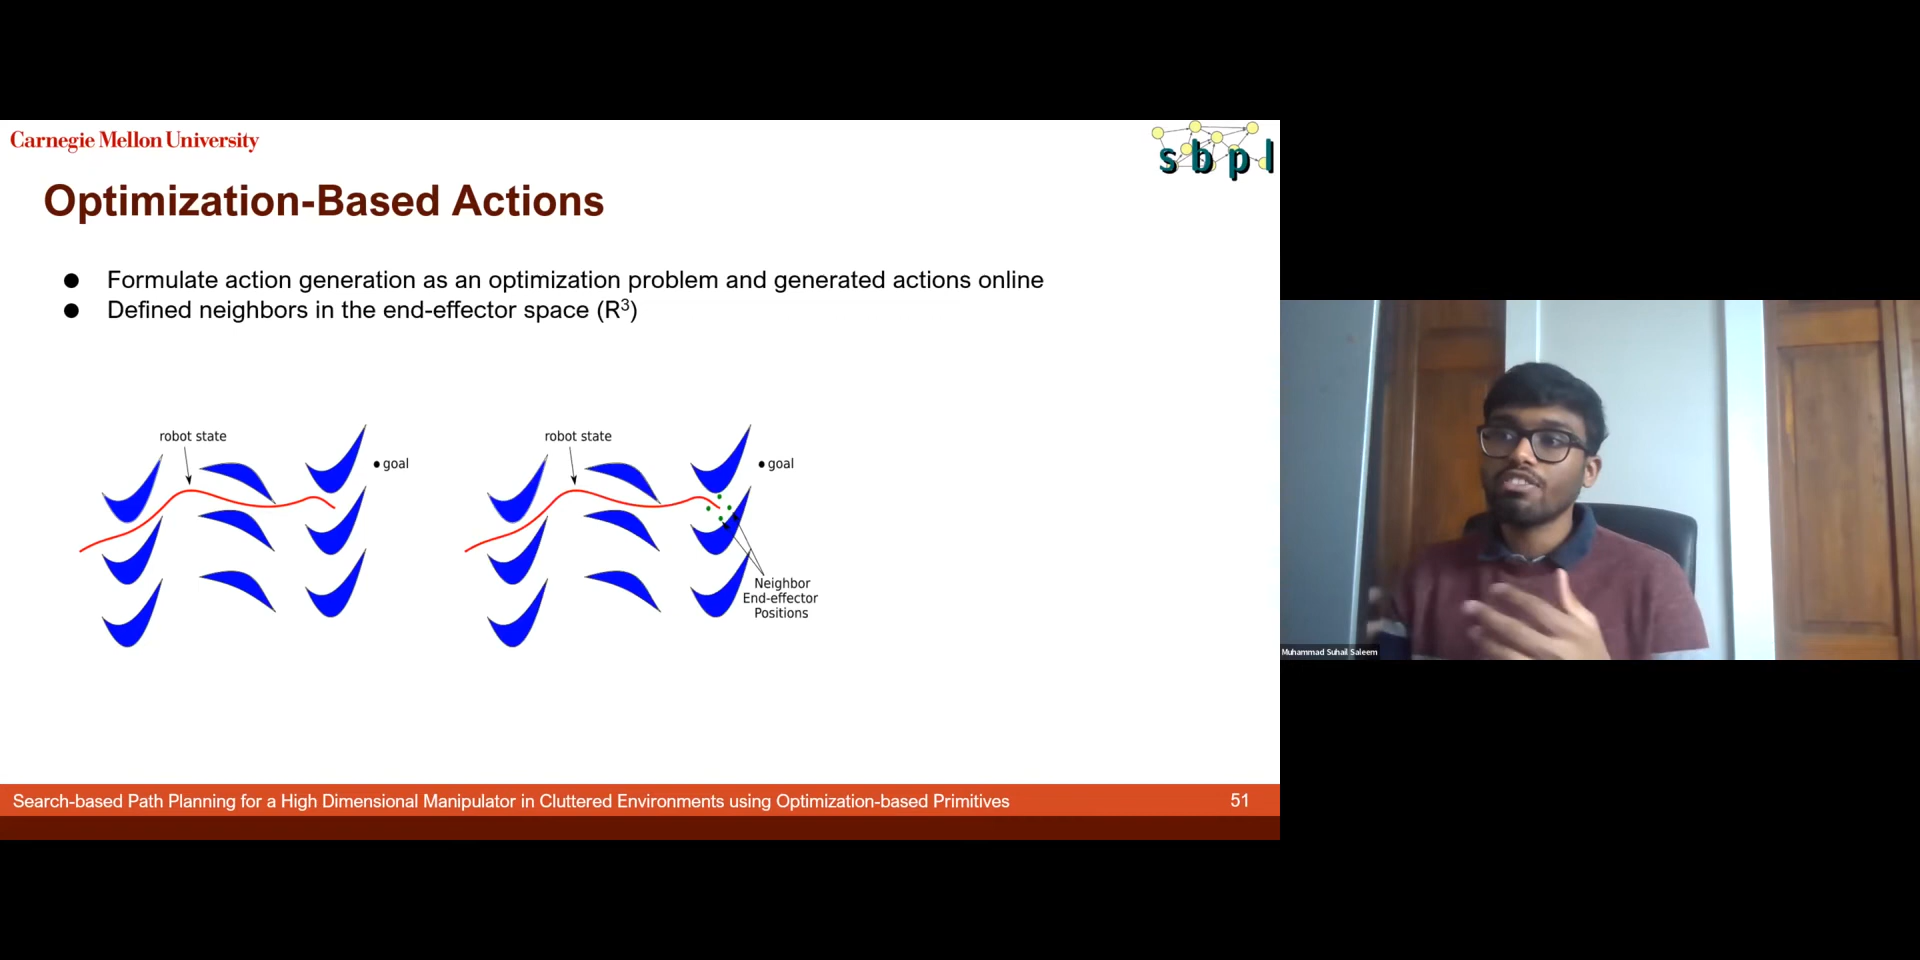 Carnegie Mellon University
sbpl
Optimization-Based Actions
● Formulate action generation as an optimization problem and generated actions online
● Defined neighbors in the end-effector space (R³)
robot state
goal
robot state
goal
Neighbor
End-effector
Positions
Search-based Path Planning for a High Dimensional Manipulator in Cluttered Environments using Optimization-based Primitives
51
Muhammad Suhail Saleem